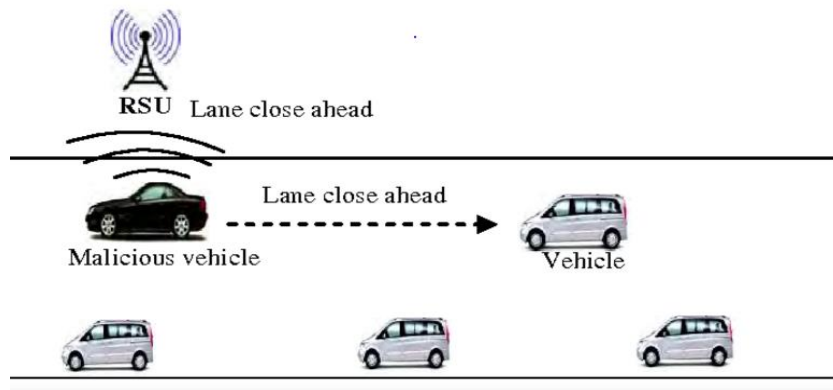 RSU
Lane close ahead
Lane close ahead
Malicious vehicle
Vehicle